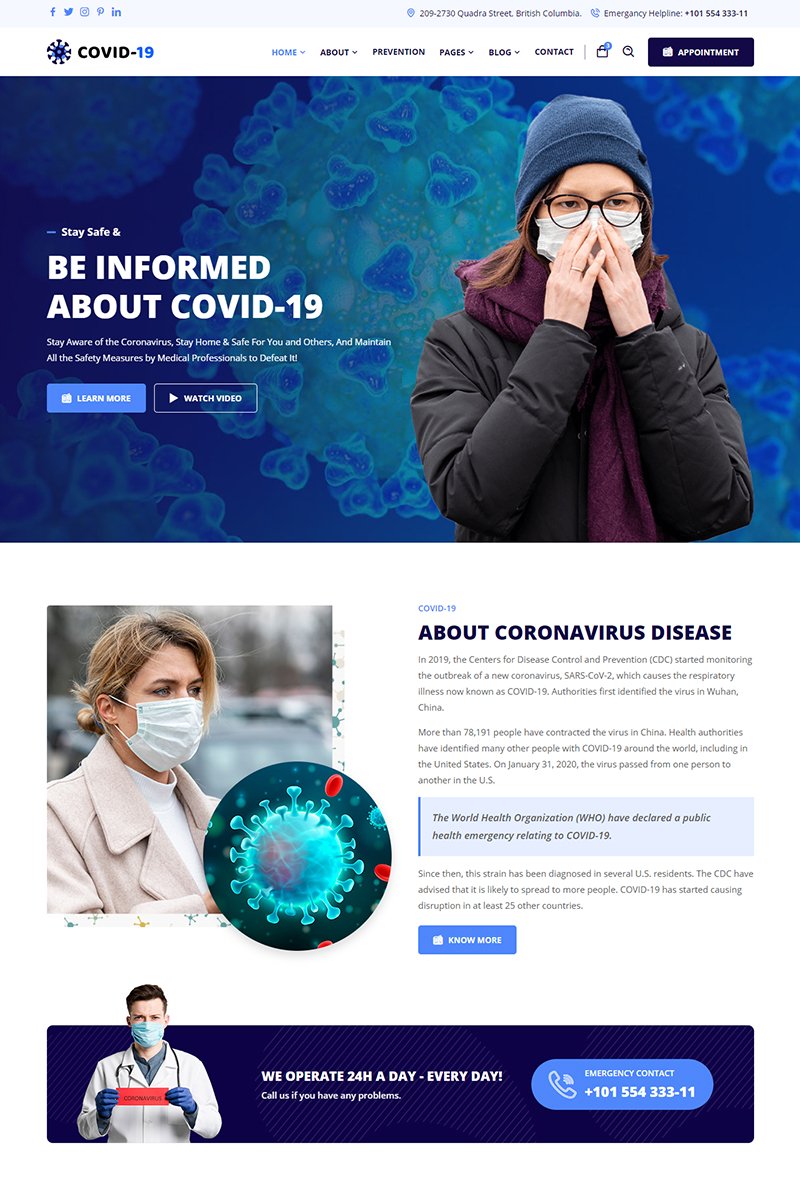 209-2730 Quadra Street, British Columbia. Emergancy Helpline: +101 554 333-11
COVID-19 HOME ABOUT PREVENTION PAGES BLOG CONTACT APPOINTMENT
Stay Safe &
BE INFORMED
ABOUT COVID-19
Stay Aware of the Coronavirus, Stay Home & Safe For You and Others, And Maintain
All the Safety Measures by Medical Professionals to Defeat It!
LEARN MORE WATCH VIDEO
COVID-19
ABOUT CORONAVIRUS DISEASE
In 2019, the Centers for Disease Control and Prevention (CDC) started monitoring
the outbreak of a new coronavirus, SARS-CoV-2, which causes the respiratory
illness now known as COVID-19. Authorities first identified the virus in Wuhan,
China.
More than 78,191 people have contracted the virus in China. Health authorities
have identified many other people with COVID-19 around the world, including in
the United States. On January 31, 2020, the virus passed from one person to
another in the U.S.
The World Health Organization (WHO) have declared a public
health emergency relating to COVID-19.
Since then, this strain has been diagnosed in several U.S. residents. The CDC have
advised that it is likely to spread to more people. COVID-19 has started causing
disruption in at least 25 other countries.
KNOW MORE
CORONAVIRUS
WE OPERATE 24H A DAY - EVERY DAY!
Call us if you have any problems.
EMERGENCY CONTACT
+101 554 333-11